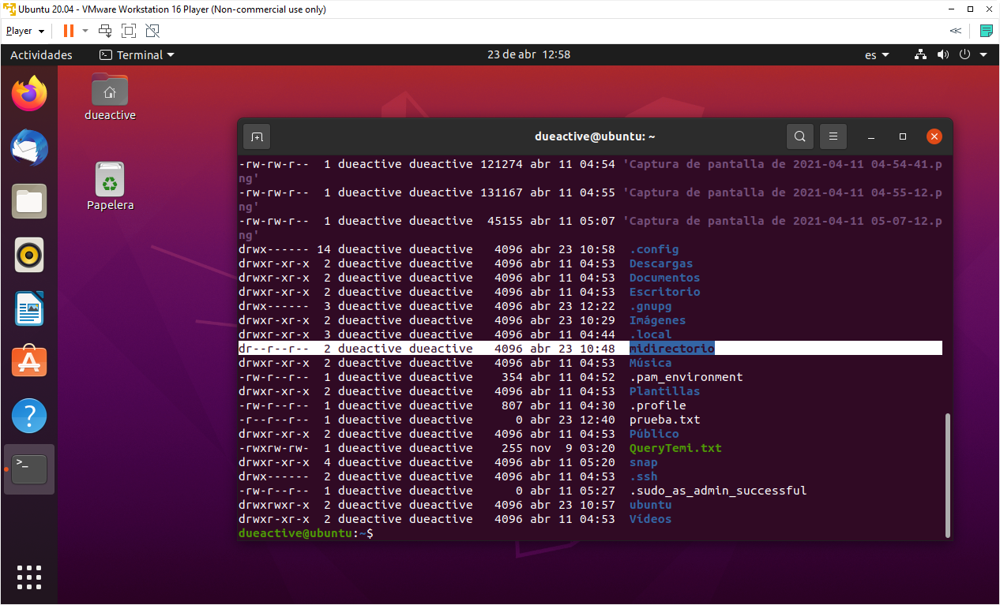 Ubuntu 20.04 - VMware Workstation 16 Player (Non-commercial use only)
Player
Actividades Terminal 23 de abr 12:58 es
dueactive
Papelera
dueactive@ubuntu: ~
-rw-rw-r--  1 dueactive dueactive 121274 abr 11 04:54 'Captura de pantalla de 2021-04-11 04-54-41.p
ng'
-rw-rw-r--  1 dueactive dueactive 131167 abr 11 04:55 'Captura de pantalla de 2021-04-11 04-55-12.p
ng'
-rw-rw-r--  1 dueactive dueactive  45155 abr 11 05:07 'Captura de pantalla de 2021-04-11 05-07-12.p
ng'
drwx------ 14 dueactive dueactive   4096 abr 23 10:58  .config
drwxr-xr-x  2 dueactive dueactive   4096 abr 11 04:53  Descargas
drwxr-xr-x  2 dueactive dueactive   4096 abr 11 04:53  Documentos
drwxr-xr-x  2 dueactive dueactive   4096 abr 11 04:53  Escritorio
drwx------  3 dueactive dueactive   4096 abr 23 12:22  .gnupg
drwxr-xr-x  2 dueactive dueactive   4096 abr 23 10:29  Imágenes
drwxr-xr-x  3 dueactive dueactive   4096 abr 11 04:44  .local
dr--r--r--  2 dueactive dueactive   4096 abr 23 10:48  midirectorio
drwxr-xr-x  2 dueactive dueactive   4096 abr 11 04:53  Música
-rw-r--r--  1 dueactive dueactive    354 abr 11 04:52  .pam_environment
drwxr-xr-x  2 dueactive dueactive   4096 abr 11 04:53  Plantillas
-rw-r--r--  1 dueactive dueactive    807 abr 11 04:30  .profile
-r--r--r--  1 dueactive dueactive      0 abr 23 12:40  prueba.txt
drwxr-xr-x  2 dueactive dueactive   4096 abr 11 04:53  Público
-rwxrw-rw-  1 dueactive dueactive    255 nov  9 03:20  QueryTemi.txt
drwxr-xr-x  4 dueactive dueactive   4096 abr 11 05:20  snap
drwx------  2 dueactive dueactive   4096 abr 11 04:53  .ssh
-rw-r--r--  1 dueactive dueactive      0 abr 11 05:27  .sudo_as_admin_successful
drwxrwxr-x  2 dueactive dueactive   4096 abr 23 10:57  ubuntu
drwxr-xr-x  2 dueactive dueactive   4096 abr 11 04:53  Vídeos
dueactive@ubuntu:~$